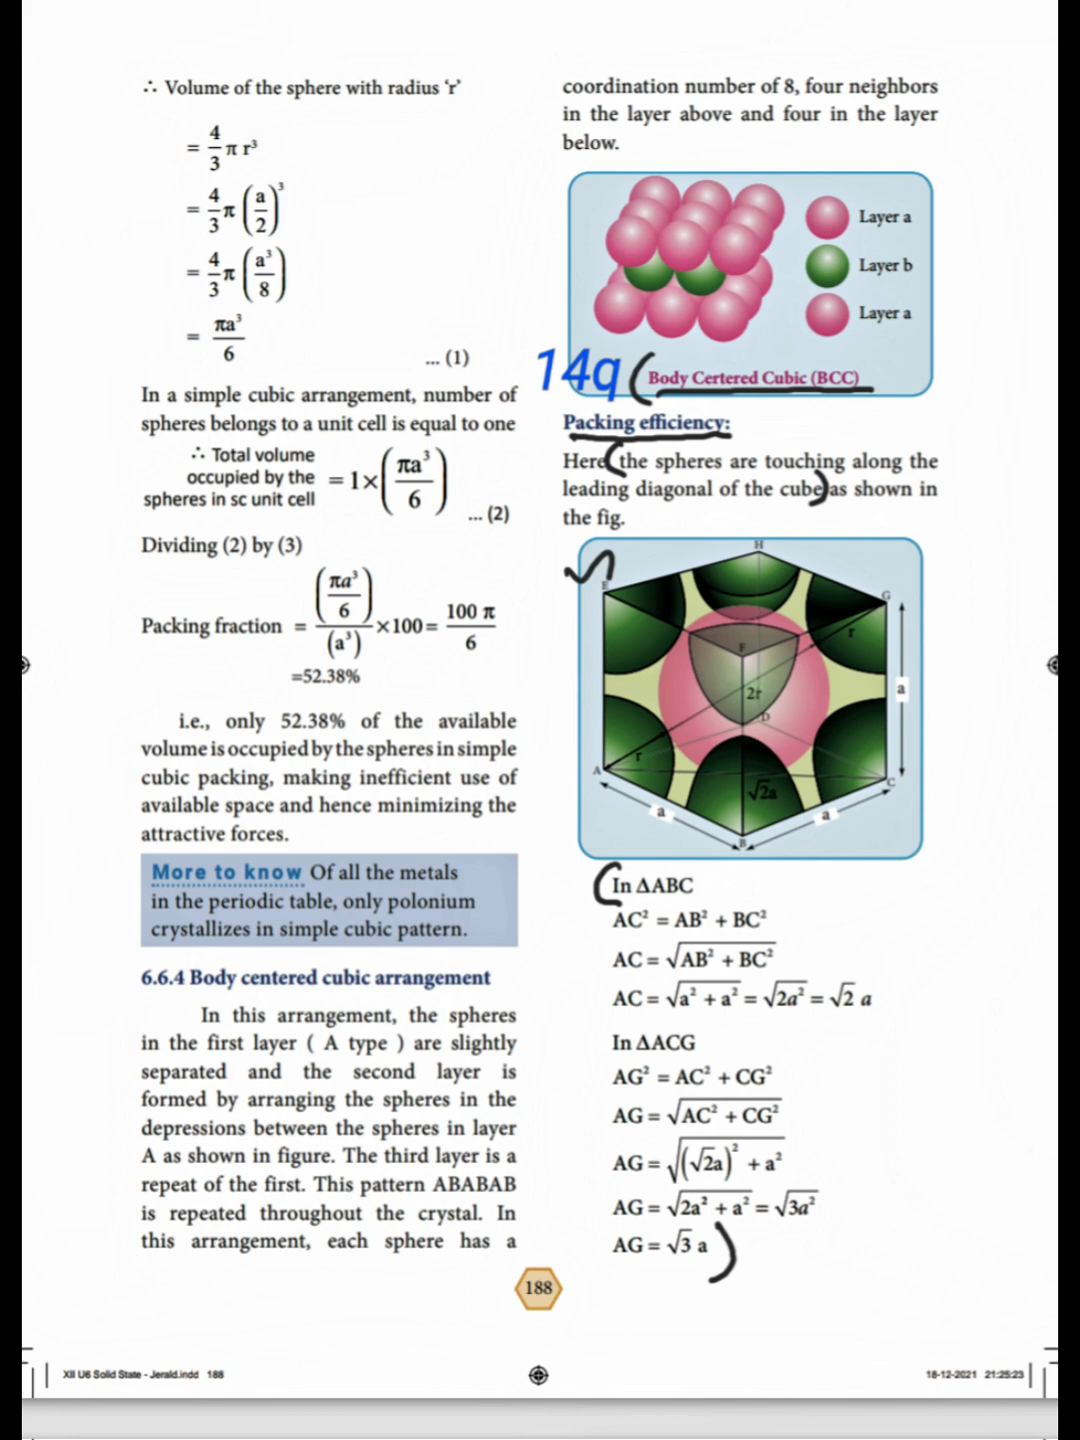 ∴ Volume of the sphere with radius ‘r’
= 4/3 π r³
= 4/3 π (a/2)³
= 4/3 π (a³/8)
= πa³/6
... (1)
In a simple cubic arrangement, number of
spheres belongs to a unit cell is equal to one
∴ Total volume
occupied by the = 1×(πa³/6)
spheres in sc unit cell
... (2)
Dividing (2) by (3)
Packing fraction = (πa³/6)/(a³) ×100= 100 π/6
=52.38%
i.e., only 52.38% of the available
volume is occupied by the spheres in simple
cubic packing, making inefficient use of
available space and hence minimizing the
attractive forces.
More to know Of all the metals
in the periodic table, only polonium
crystallizes in simple cubic pattern.
6.6.4 Body centered cubic arrangement
In this arrangement, the spheres
in the first layer ( A type ) are slightly
separated and the second layer is
formed by arranging the spheres in the
depressions between the spheres in layer
A as shown in figure. The third layer is a
repeat of the first. This pattern ABABAB
is repeated throughout the crystal. In
this arrangement, each sphere has a
coordination number of 8, four neighbors
in the layer above and four in the layer
below.
Layer a
Layer b
Layer a
14q
Body Certered Cubic (BCC)
Packing efficiency:
Here the spheres are touching along the
leading diagonal of the cube as shown in
the fig.
H
E
G
r
F
a
2r
D
r
A
C
√2a
a
a
B
In ΔABC
AC² = AB² + BC²
AC = √(AB² + BC²)
AC = √(a² + a²) = √(2a²) = √2 a
In ΔACG
AG² = AC² + CG²
AG = √(AC² + CG²)
AG = √((√2a)² + a²)
AG = √(2a² + a²) = √(3a²)
AG = √3 a
188
XII U6 Solid State - Jerald.indd 188
18-12-2021 21:25:23